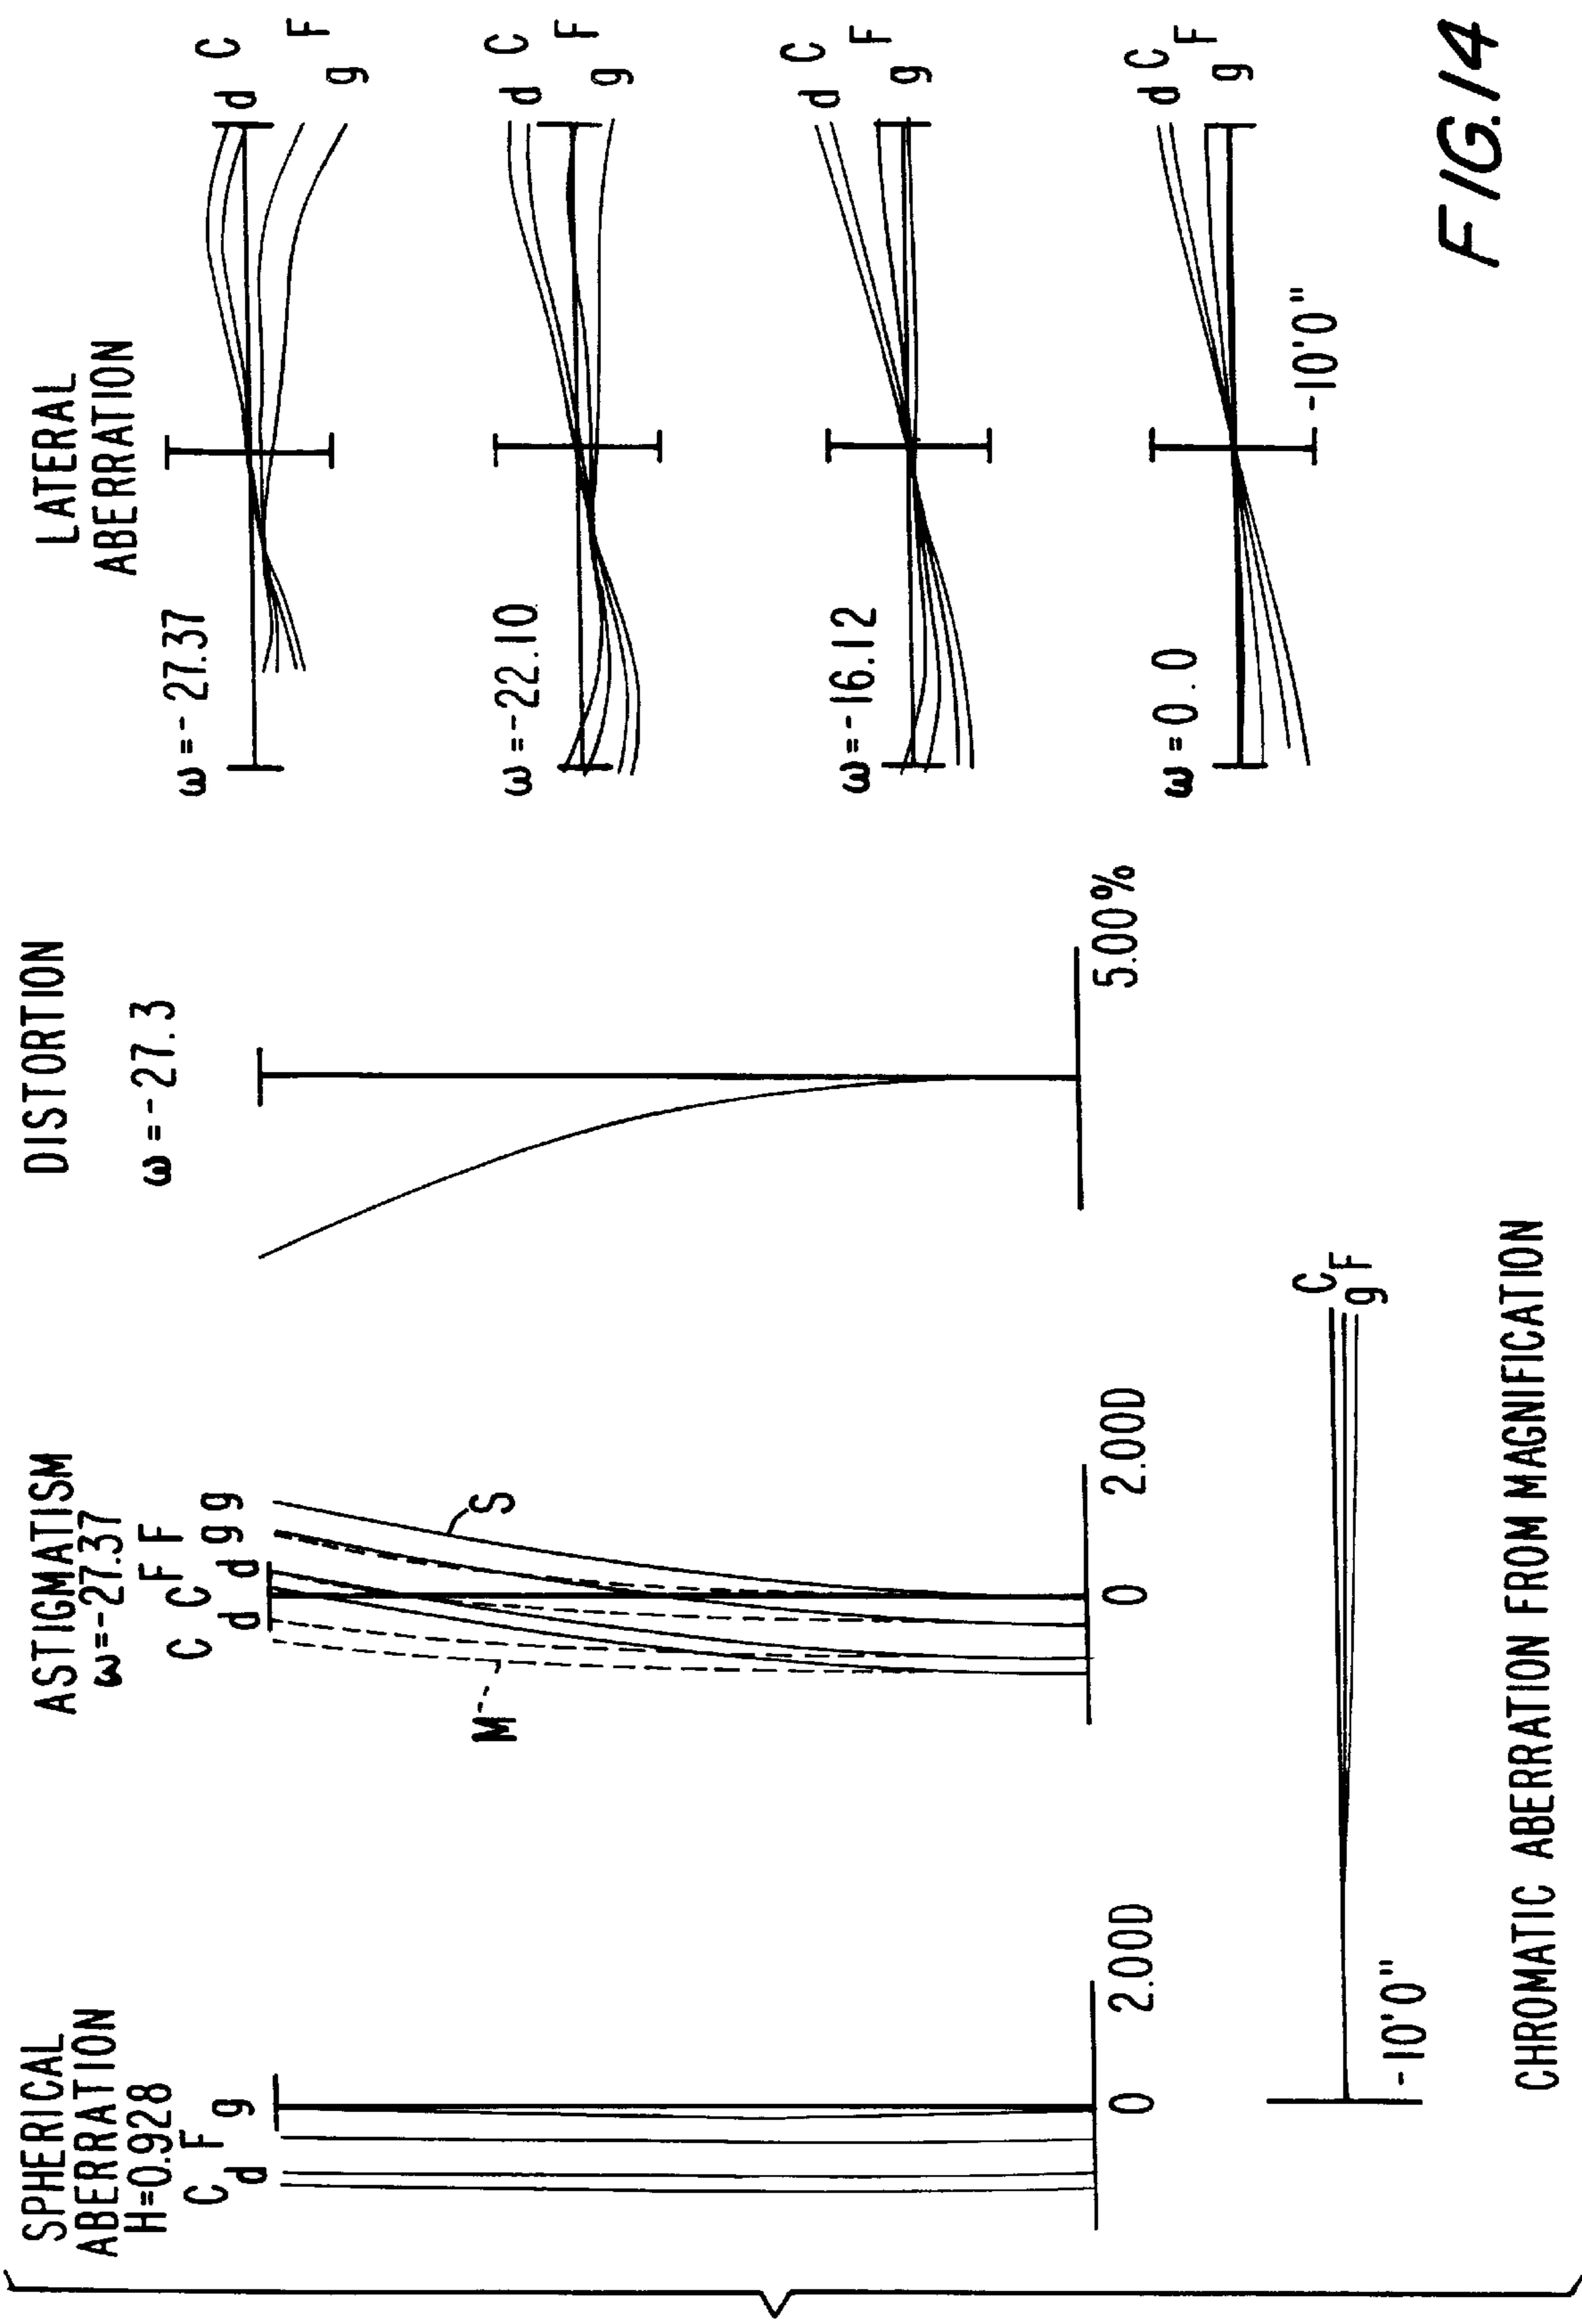 SPHERICAL
ABERRATION
H=0.928
C d F g
0 2.00D
ASTIGMATISM
ω=-27.37
C d C F d F g g
M
S
0 2.00D
DISTORTION
ω=-27.3
5.00%
LATERAL
ABERRATION
ω=-27.37
d C
g F
ω=-22.10
d C
g F
ω=-16.12
d C
g F
ω=0.0
d C
g F
-10'0"
-10'0"
C
g F
CHROMATIC ABERRATION FROM MAGNIFICATION
FIG.14